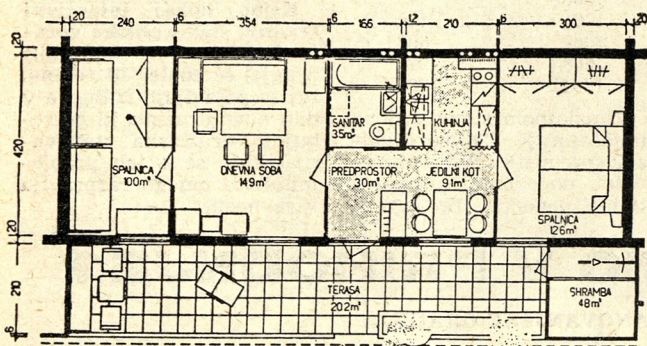 20 240 6 354 6 166 12 210 6 300 20
20
420
20
210
6
SANITAR
3.5m²
KUHINJA
SPALNICA
10.0m²
DNEVNA SOBA
14.9m²
PREDPROSTOR
3.0m²
JEDILNI KOT
9.1m²
SPALNICA
12.6m²
TERASA
20.2m²
SHRAMBA
4.8m²